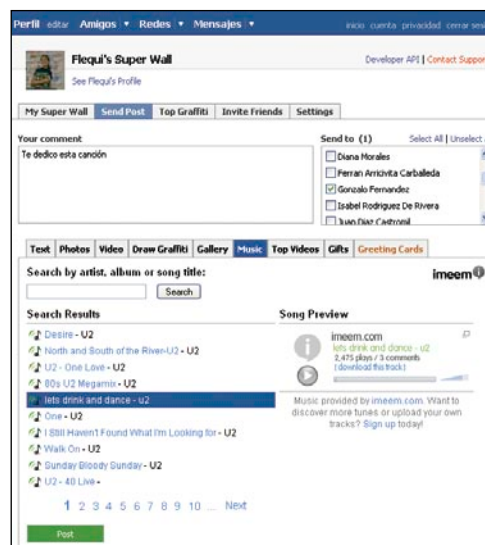 Perfil editar Amigos Redes Mensajes inicio cuenta privacidad cerrar sesi
Flequi's Super Wall
Developer API | Contact Suppor
See Flequi's Profile
My Super Wall Send Post Top Graffiti Invite Friends Settings
Your comment
Te dedico esta canción
Send to (1) Select All | Unselect
Diana Morales
Ferran Arricivita Carballeda
Gonzalo Fernandez
Isabel Rodriguez De Rivera
Juan Diaz Castromil
Text Photos Video Draw Graffiti Gallery Music Top Videos Gifts Greeting Cards
Search by artist, album or song title:
imeem
Search
Search Results
Desire - U2
North and South of the River-U2 - U2
U2 - One Love - U2
80s U2 Megamix - U2
lets drink and dance - u2
One - U2
I Still Haven't Found What I'm Looking for - U2
Walk On - U2
Sunday Bloody Sunday - U2
U2 - 40 Live -
1 2 3 4 5 6 7 8 9 10 ... Next
Post
Song Preview
imeem.com
lets drink and dance - u2
2,475 plays / 3 comments
(download this track)
Music provided by imeem.com. Want to
discover more tunes or upload your own
tracks? Sign up today!